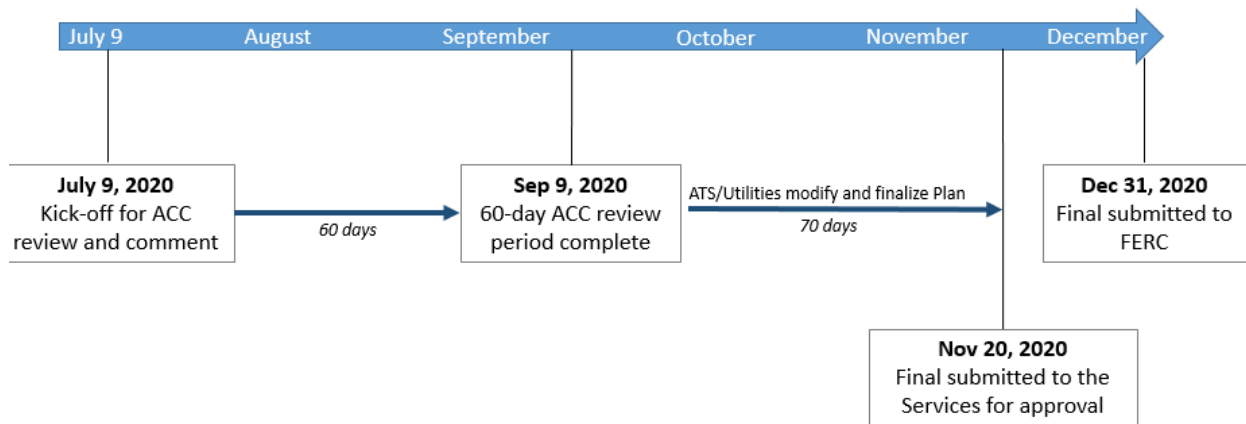 July 9 August September October November December
July 9, 2020
Kick-off for ACC
review and comment
60 days
Sep 9, 2020
60-day ACC review
period complete
ATS/Utilities modify and finalize Plan
70 days
Dec 31, 2020
Final submitted to
FERC
Nov 20, 2020
Final submitted to the
Services for approval